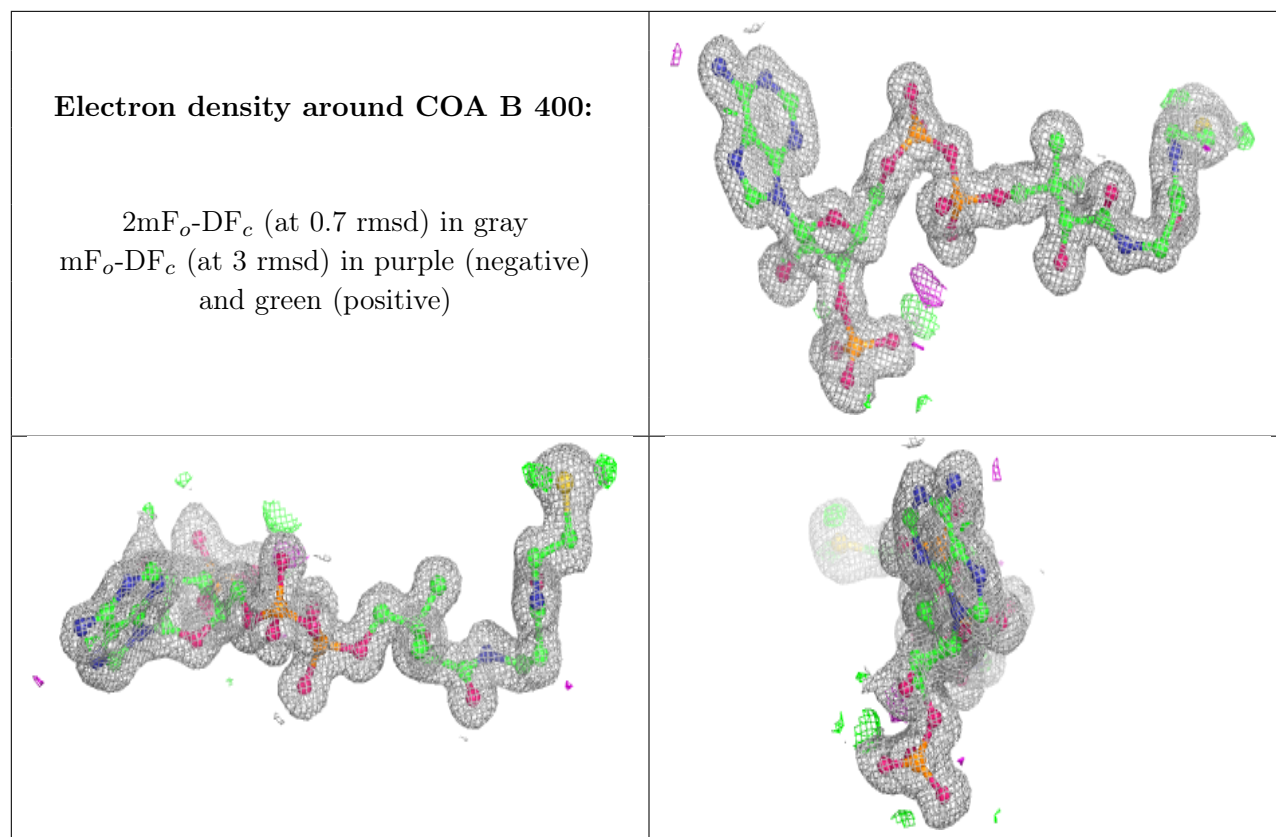 Electron density around COA B 400:
2mFo-DFc (at 0.7 rmsd) in gray
mFo-DFc (at 3 rmsd) in purple (negative)
and green (positive)